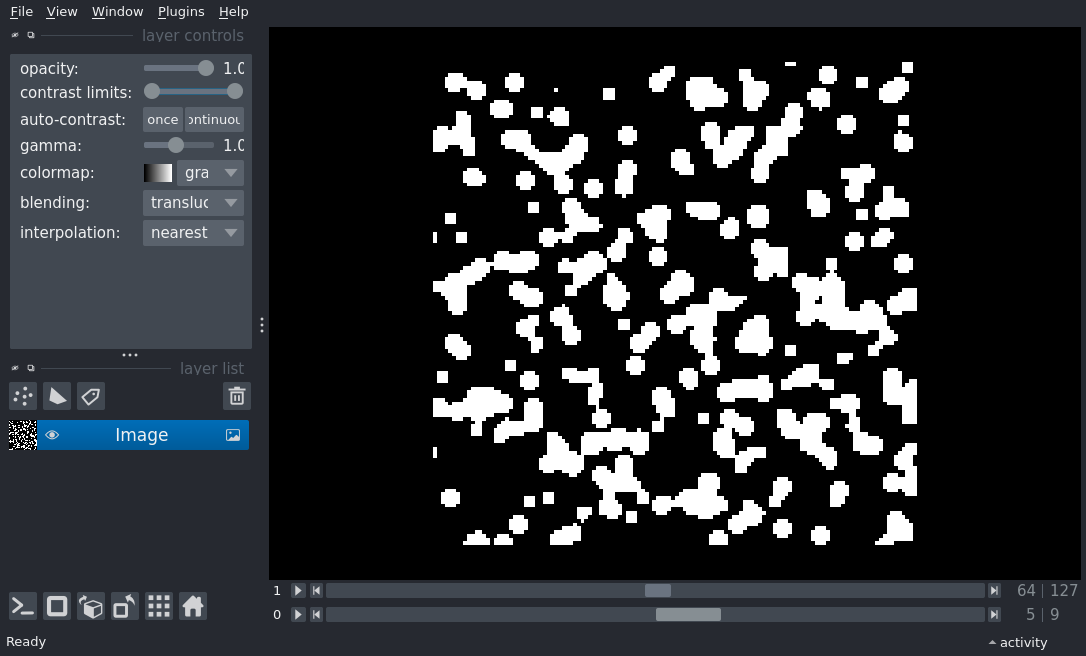 File View Window Plugins Help
layer controls
opacity: 1.0
contrast limits:
auto-contrast: once ontinuou
gamma: 1.0
colormap: gra
blending: transluc
interpolation: nearest
layer list
Image
1 64 127
0 5 9
Ready activity